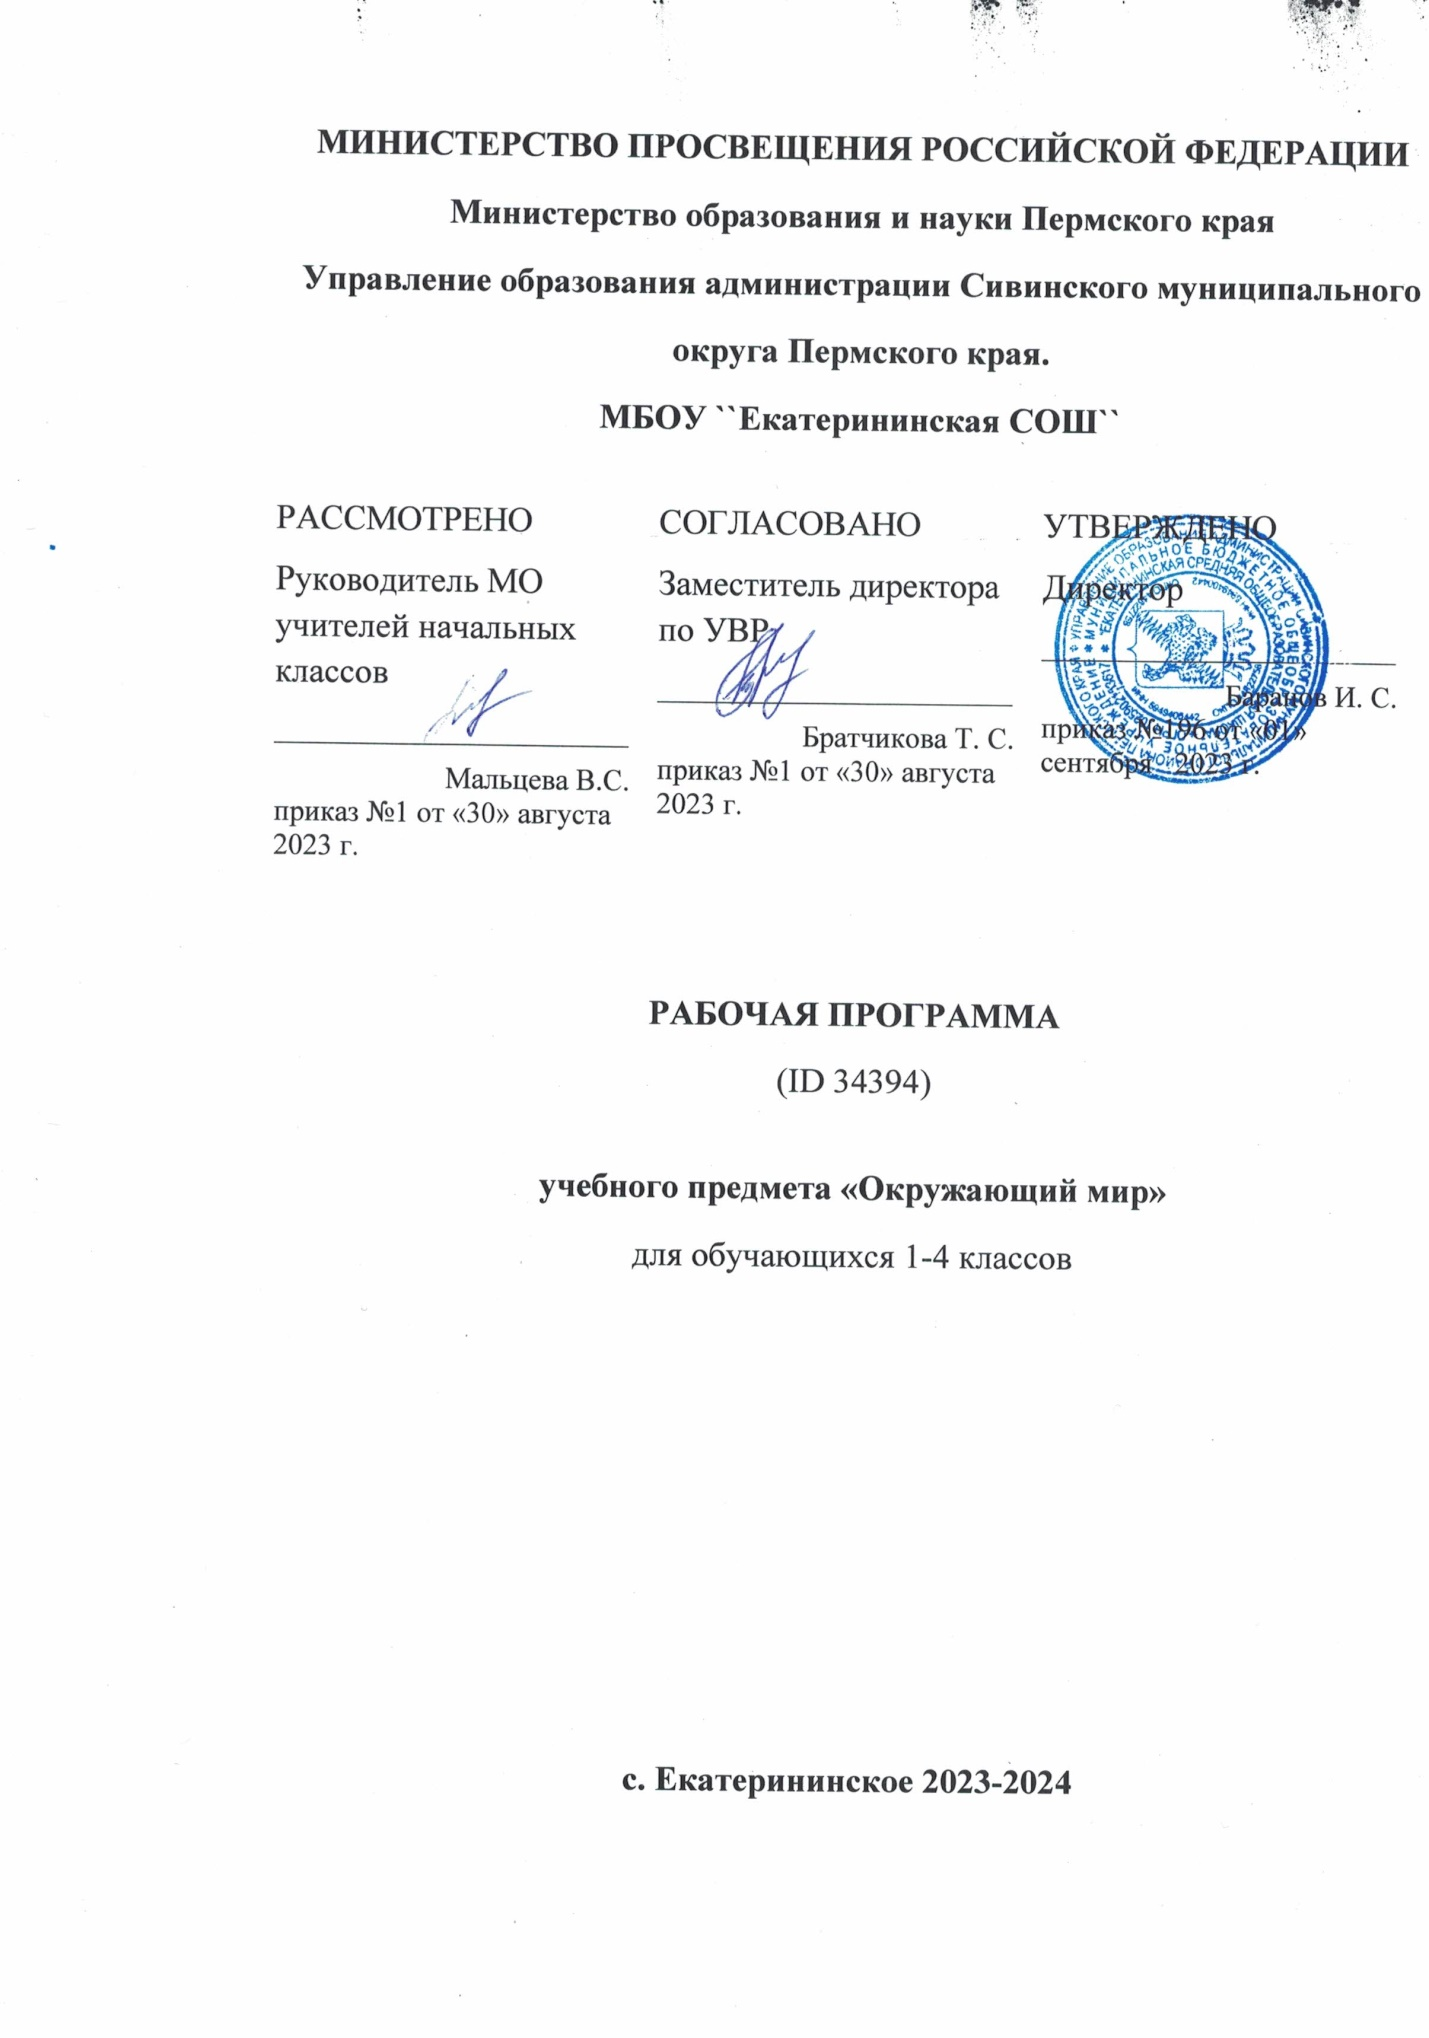 МИНИСТЕРСТВО ПРОСВЕЩЕНИЯ РОССИЙСКОЙ ФЕДЕРАЦИИ
Министерство образования и науки Пермского края
Управление образования администрации Сивинского муниципального
округа Пермского края.
МБОУ ``Екатерининская СОШ``
РАССМОТРЕНО
Руководитель МО
учителей начальных
классов
Мальцева В.С.
приказ №1 от «30» августа
2023 г.
СОГЛАСОВАНО
Заместитель директора
по УВР
Братчикова Т. С.
приказ №1 от «30» августа
2023 г.
УТВЕРЖДЕНО
Директор
Баранов И. С.
приказ №196 от «01»
сентября 2023 г.
РАБОЧАЯ ПРОГРАММА
(ID 34394)
учебного предмета «Окружающий мир»
для обучающихся 1-4 классов
с. Екатерининское 2023-2024